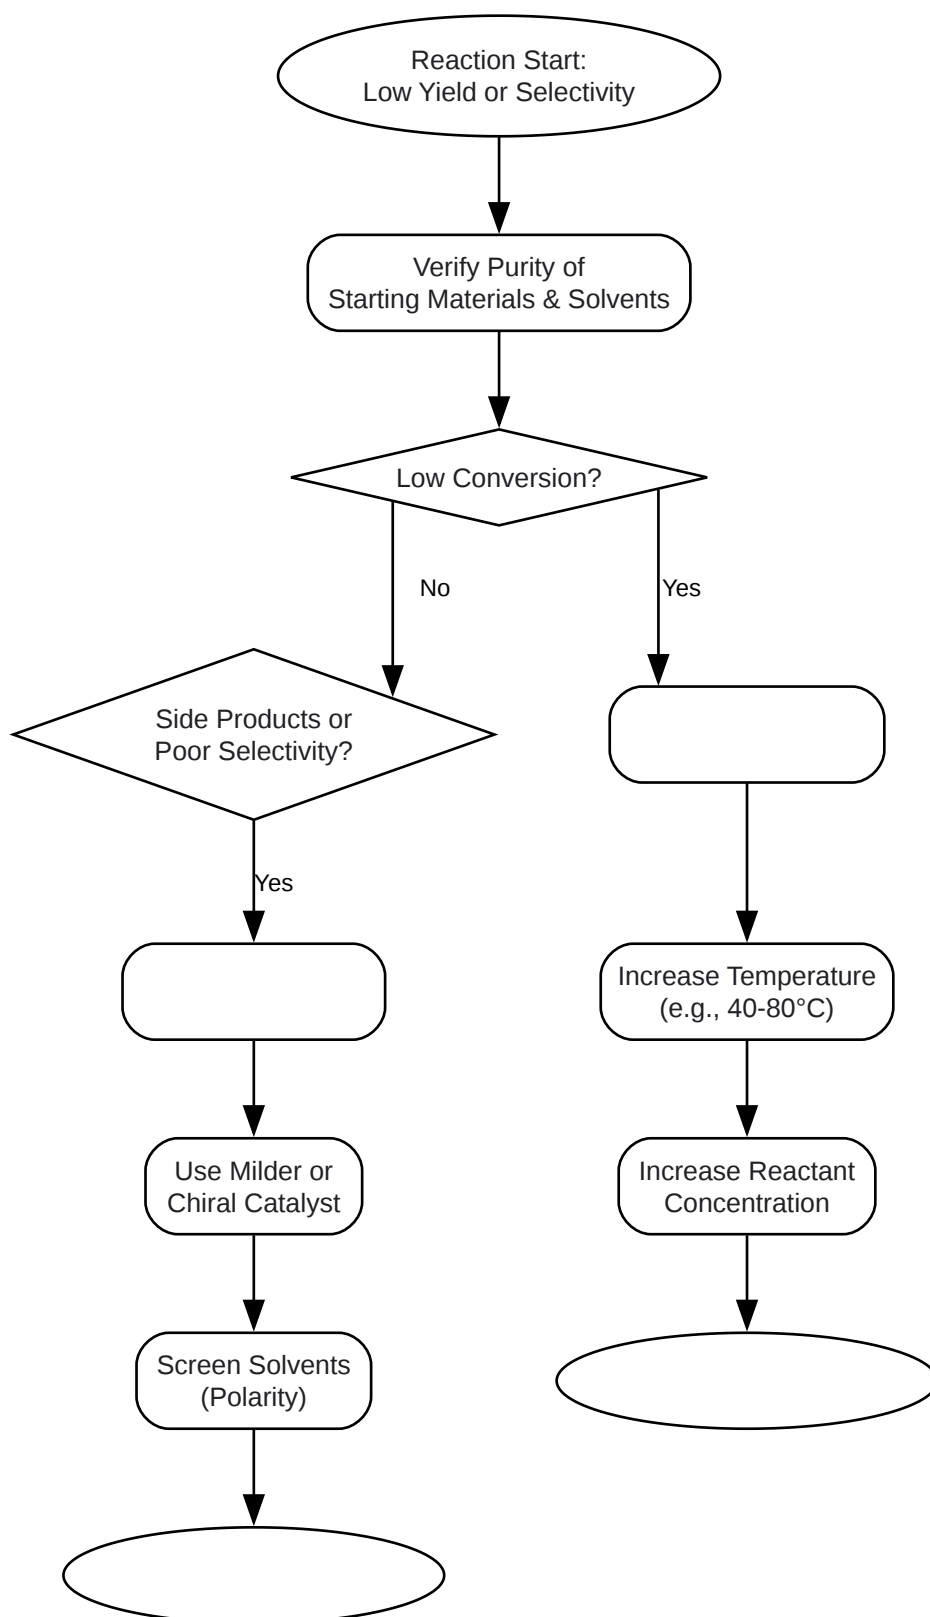 Reaction Start:
Low Yield or Selectivity
Verify Purity of
Starting Materials & Solvents
Low Conversion?
No
Yes
Side Products or
Poor Selectivity?
Yes
Increase Temperature
(e.g., 40-80°C)
Use Milder or
Chiral Catalyst
Increase Reactant
Concentration
Screen Solvents
(Polarity)